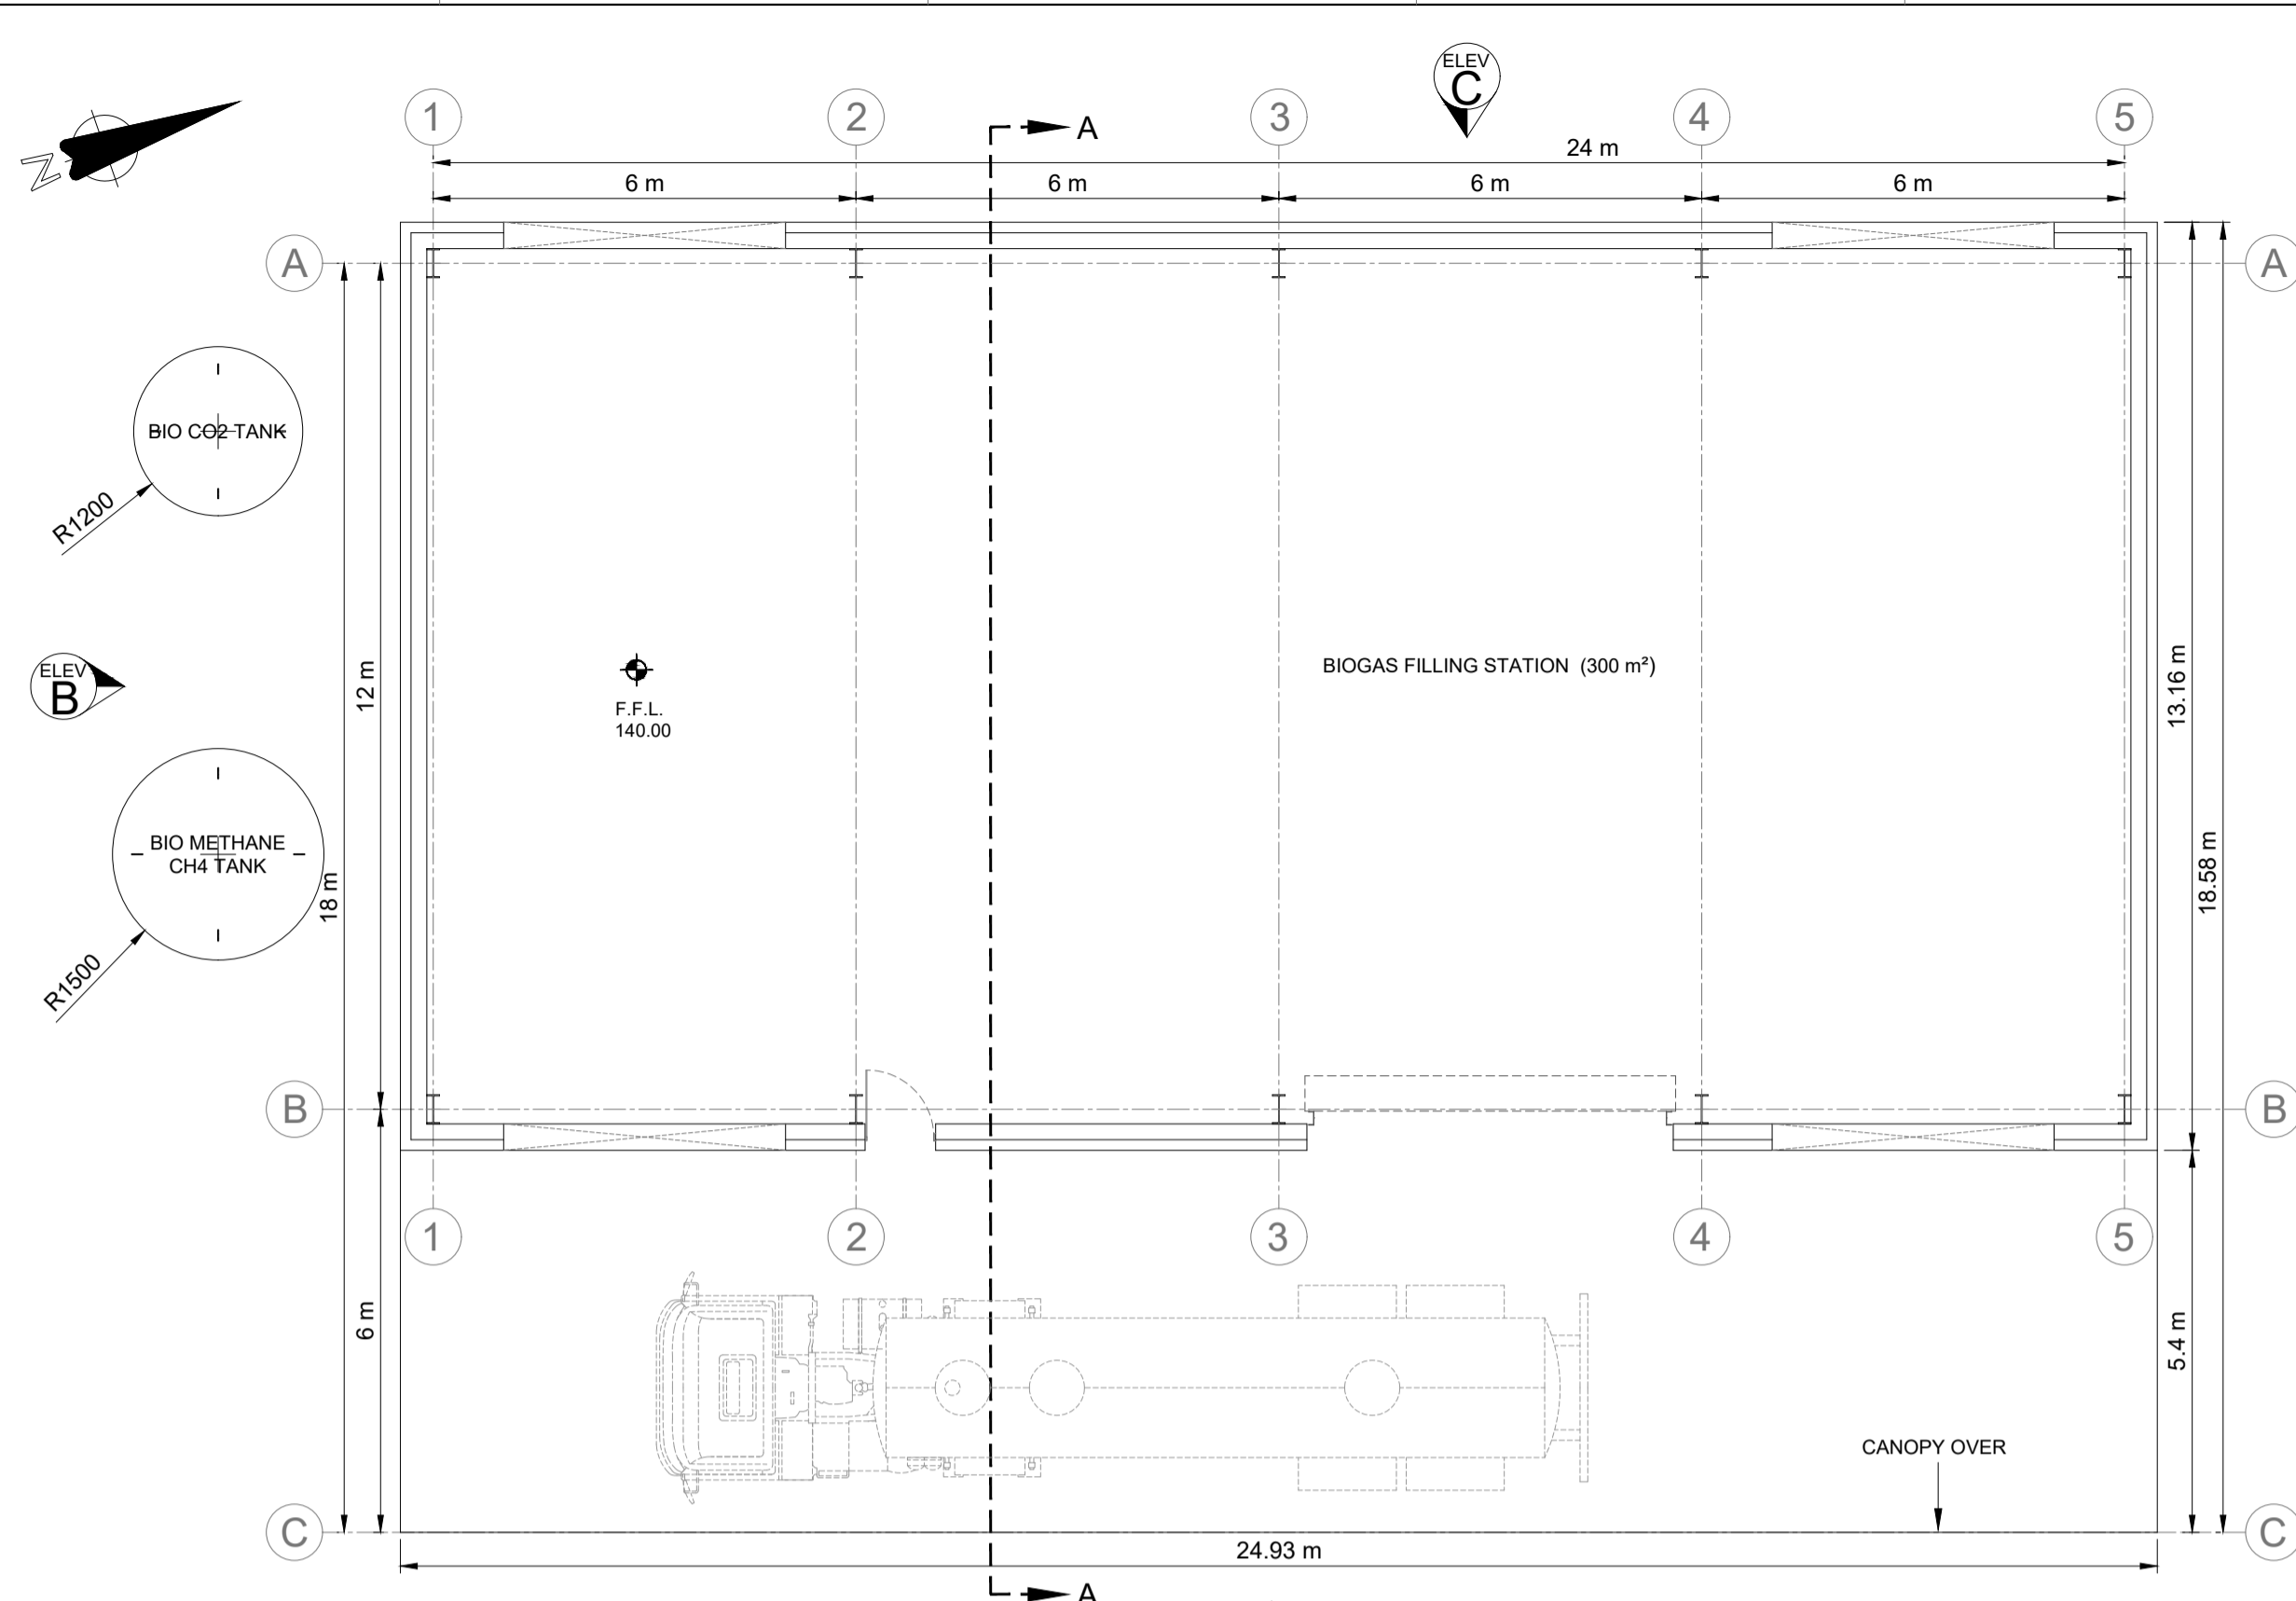 ELEV
C
N
1
2
3
4
5
A
24 m
6 m
6 m
6 m
6 m
A
A
BIO CO2 TANK
R1200
ELEV
B
12 m
BIOGAS FILLING STATION (300 m²)
F.F.L.
140.00
13.16 m
BIO METHANE
CH4 TANK
18 m
18.58 m
R1500
B
B
1
2
3
4
5
6 m
5.4 m
CANOPY OVER
C
C
24.93 m
A